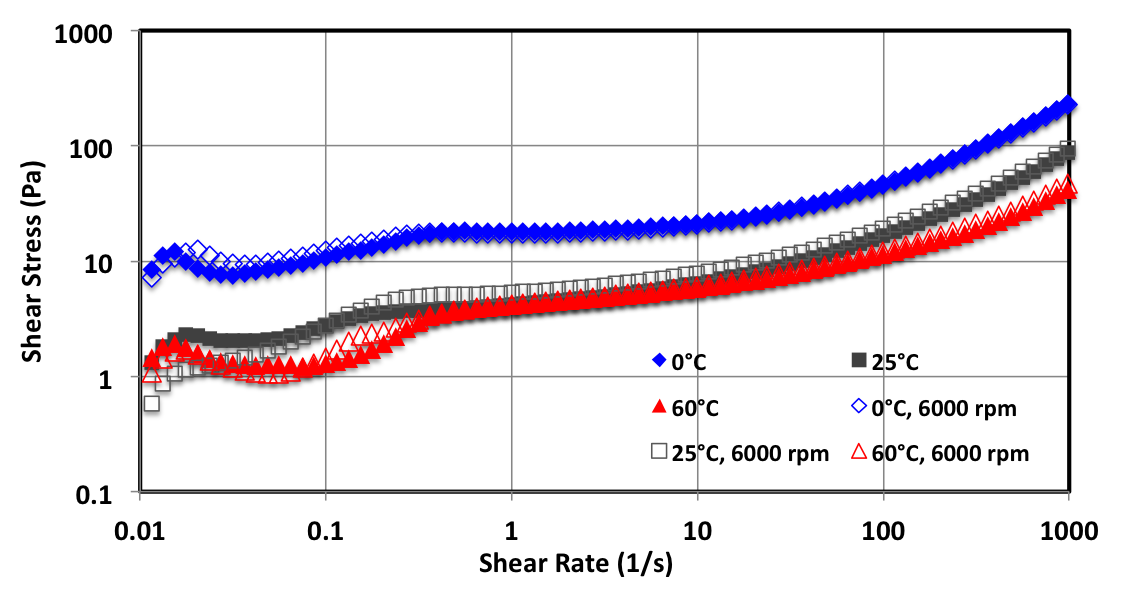 1000
100
10
1
0.1
Shear Stress (Pa)
0°C
25°C
60°C
0°C, 6000 rpm
25°C, 6000 rpm
60°C, 6000 rpm
0.01
0.1
1
10
100
1000
Shear Rate (1/s)